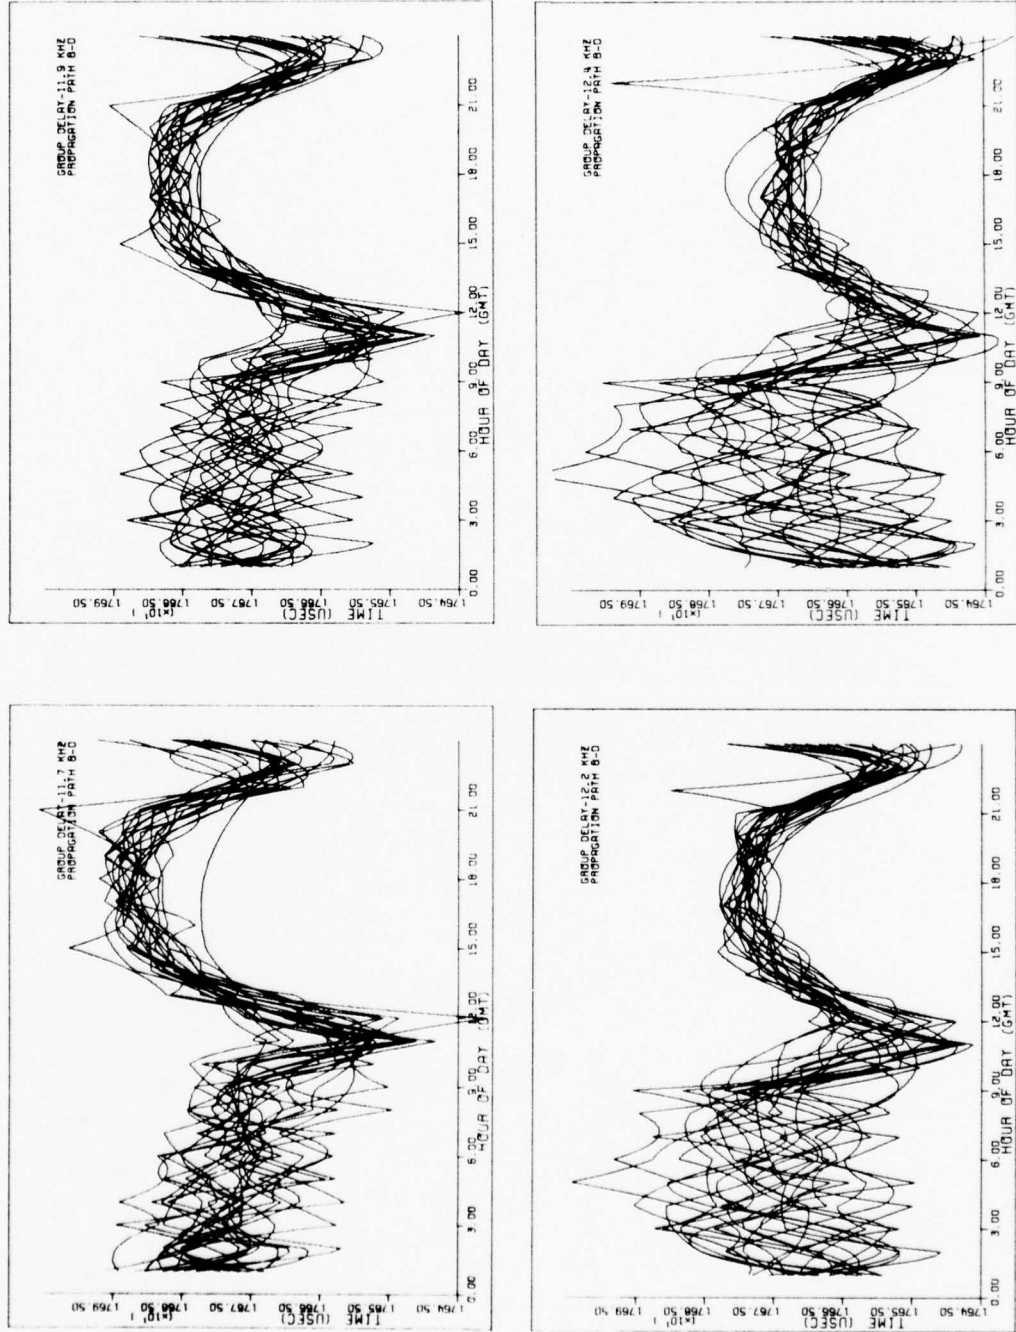 GROUP DELAY-11.7 KHZ
PROPAGATION PATH B-D
1769.50
1768.50
1767.50
1766.50
1765.50
1764.50
TIME (USEC)
(x10¹)
0.00
3.00
6.00
9.00
12.00
15.00
18.00
21.00
HOUR OF DAY (GMT)
GROUP DELAY-11.9 KHZ
PROPAGATION PATH B-D
1769.50
1768.50
1767.50
1766.50
1765.50
1764.50
TIME (USEC)
(x10¹)
0.00
3.00
6.00
9.00
12.00
15.00
18.00
21.00
HOUR OF DAY (GMT)
GROUP DELAY-12.2 KHZ
PROPAGATION PATH B-D
1769.50
1768.50
1767.50
1766.50
1765.50
1764.50
TIME (USEC)
(x10¹)
0.00
3.00
6.00
9.00
12.00
15.00
18.00
21.00
HOUR OF DAY (GMT)
GROUP DELAY-12.4 KHZ
PROPAGATION PATH B-D
1769.50
1768.50
1767.50
1766.50
1765.50
1764.50
TIME (USEC)
(x10¹)
0.00
3.00
6.00
9.00
12.00
15.00
18.00
21.00
HOUR OF DAY (GMT)